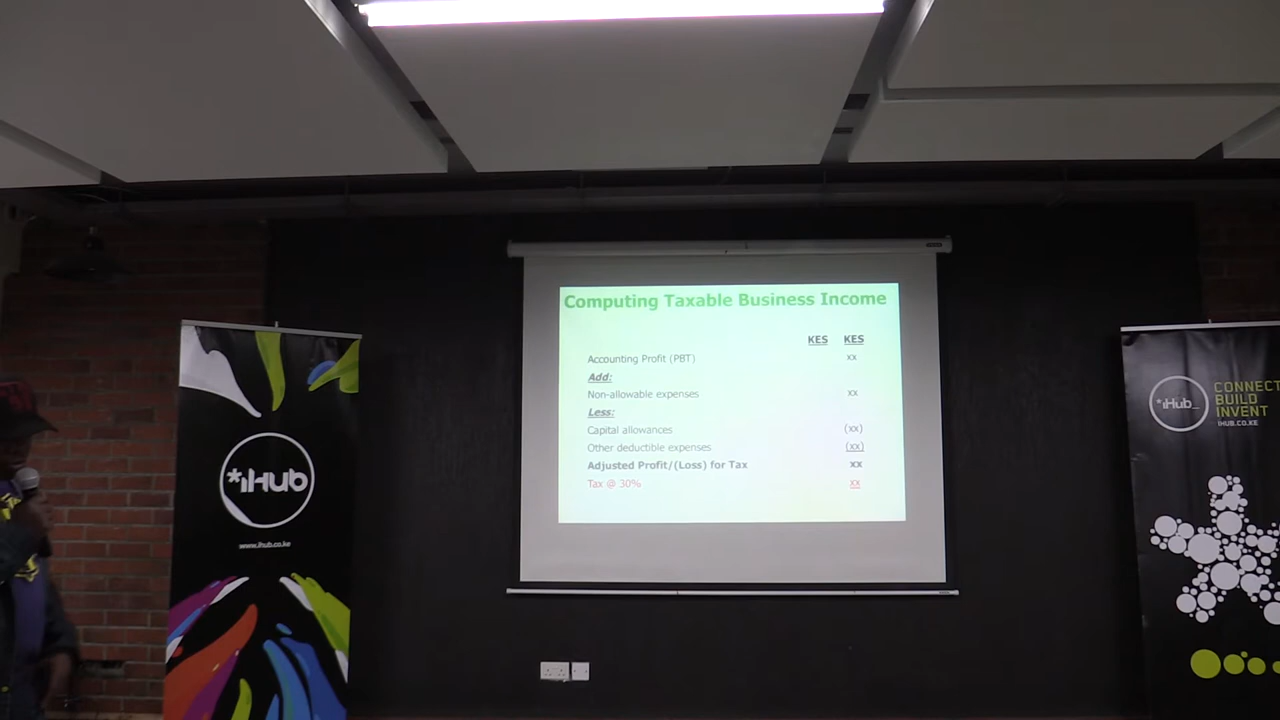 Computing Taxable Business Income
KES KES
Accounting Profit (PBT) xx
Add:
Non-allowable expenses xx
Less:
Capital allowances (xx)
Other deductible expenses (xx)
Adjusted Profit/(Loss) for Tax xx
Tax @ 30% xx
*iHub
www.ihub.co.ke
*iHub_
CONNECT
BUILD
INVENT
IHUB.CO.KE